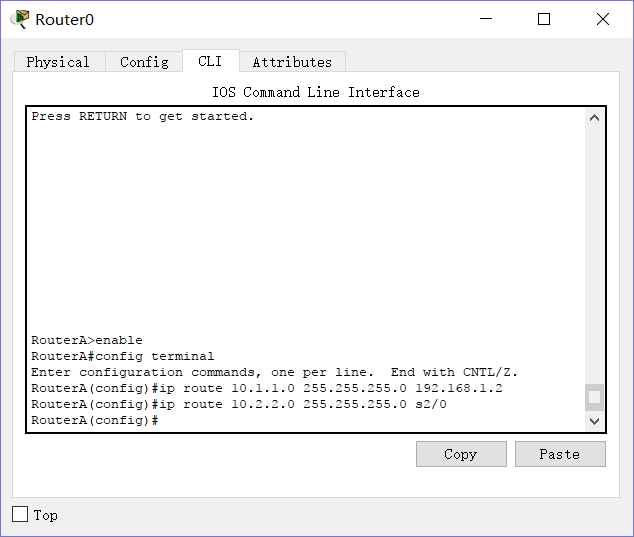 Router0
Physical Config CLI Attributes
IOS Command Line Interface
Press RETURN to get started.
RouterA>enable
RouterA#config terminal
Enter configuration commands, one per line.  End with CNTL/Z.
RouterA(config)#ip route 10.1.1.0 255.255.255.0 192.168.1.2
RouterA(config)#ip route 10.2.2.0 255.255.255.0 s2/0
RouterA(config)#
Copy Paste
Top